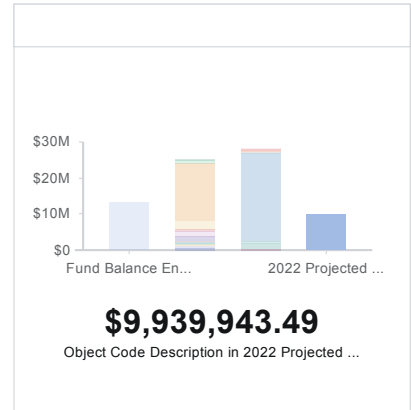 $30M
$20M
$10M
$0
Fund Balance En... 2022 Projected ...
$9,939,943.49
Object Code Description in 2022 Projected ...